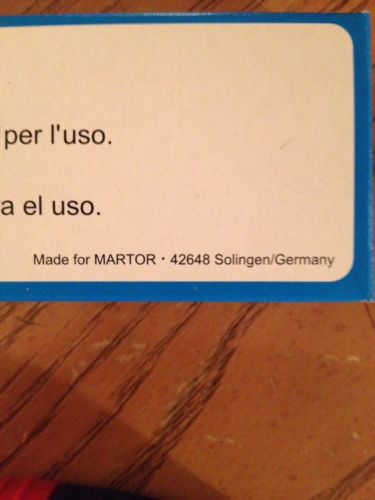 per l'uso.
a el uso.
Made for MARTOR · 42648 Solingen/Germany